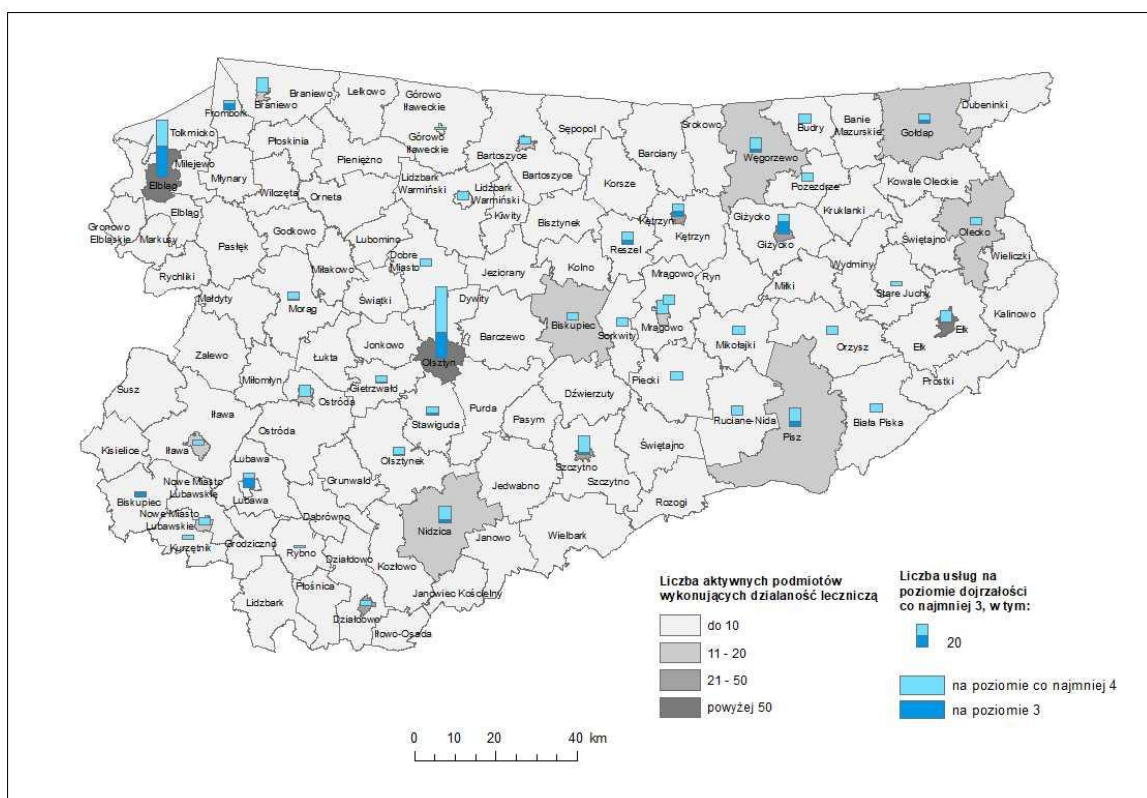 Dubeninki
Braniewo
Lelkowo
Górowo
Iławeckie
Banie
Mazurskie
Gołdap
Frombork
Braniewo
Sępopol
Srokowo
Budry
Tolkmicko
Płoskinia
Górowo
Iławeckie
Bartoszyce
Barciany
Węgorzewo
Milejewo
Pieniężno
Młynary
Lidzbark
Warmiński
Bartoszyce
Pozezdrze
Kowale Oleckie
Elbląg
Wilczęta
Orneta
Lidzbark
Warmiński
Korsze
Kiwity
Kruklanki
Elbląg
Gronowo
Elbląskie
Markusy
Godkowo
Bisztynek
Kętrzyn
Giżycko
Świętajno
Olecko
Pasłęk
Lubomino
Reszel
Kętrzyn
Giżycko
Wieliczki
Rychliki
Miłakowo
Dobre
Miasto
Jeziorany
Kolno
Mrągowo
Ryn
Wydminy
Miłki
Małdyty
Morąg
Świątki
Dywity
Stare Juchy
Kalinowo
Biskupiec
Sorkwity
Mrągowo
Mikołajki
Orzysz
Ełk
Ełk
Zalewo
Łukta
Jonkowo
Barczewo
Olsztyn
Susz
Miłomłyn
Gietrzwałd
Dźwierzuty
Piecki
Prostki
Ostróda
Stawiguda
Purda
Pasym
Ruciane-Nida
Pisz
Biała Piska
Iława
Ostróda
Kisielice
Iława
Lubawa
Olsztynek
Szczytno
Świętajno
Nowe Miasto
Lubawskie
Lubawa
Grunwald
Jedwabno
Szczytno
Rozogi
Biskupiec
Nowe Miasto
Lubawskie
Dąbrówno
Nidzica
Kurzętnik
Grodziczno
Rybno
Działdowo
Janowo
Wielbark
Kozłowo
Płośnica
Janowiec Kościelny
Lidzbark
Działdowo
Iłowo-Osada
Liczba aktywnych podmiotów
wykonujących działaność leczniczą
do 10
11 - 20
21 - 50
powyżej 50
Liczba usług na
poziomie dojrzałości
co najmniej 3, w tym:
20
na poziomie co najmniej 4
na poziomie 3
0 10 20 40 km